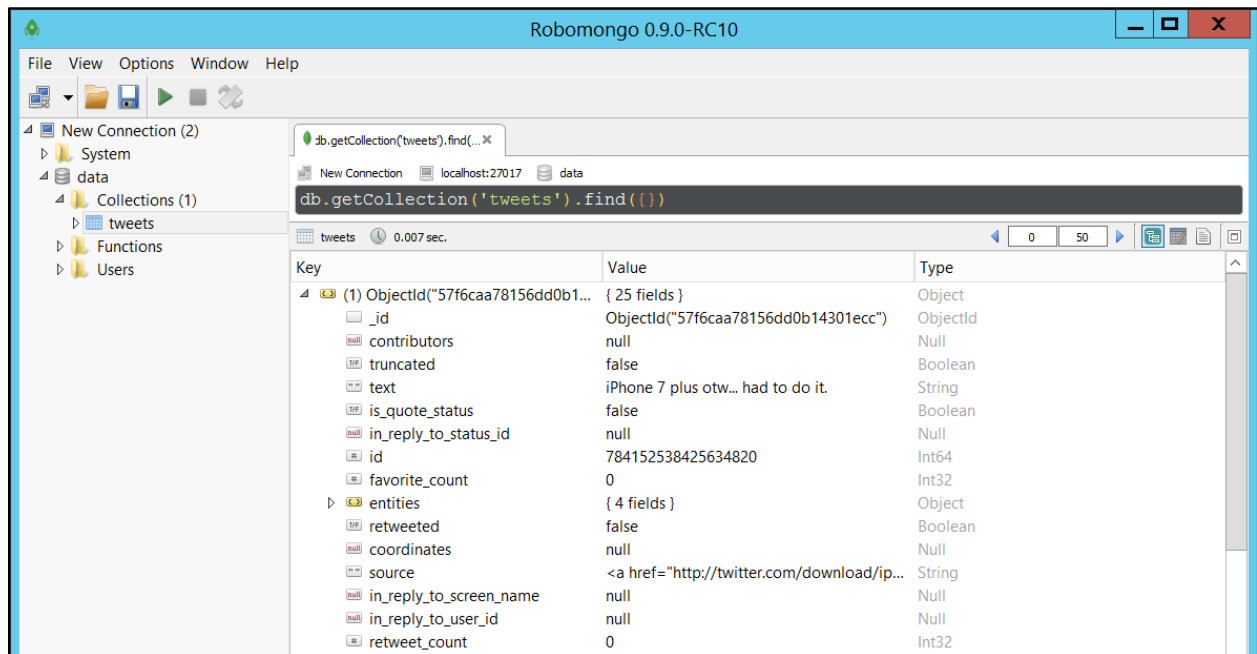 Robomongo 0.9.0-RC10
File View Options Window Help
New Connection (2)
System
data
Collections (1)
tweets
Functions
Users
db.getCollection('tweets').find(...
New Connection localhost:27017 data
db.getCollection('tweets').find({})
tweets 0.007 sec. 0 50
Key Value Type
(1) ObjectId("57f6caa78156dd0b1... { 25 fields } Object
_id ObjectId("57f6caa78156dd0b14301ecc") ObjectId
null contributors null Null
T/F truncated false Boolean
" " text iPhone 7 plus otw... had to do it. String
T/F is_quote_status false Boolean
null in_reply_to_status_id null Null
# id 784152538425634820 Int64
# favorite_count 0 Int32
entities { 4 fields } Object
T/F retweeted false Boolean
null coordinates null Null
" " source <a href="http://twitter.com/download/ip... String
null in_reply_to_screen_name null Null
null in_reply_to_user_id null Null
# retweet_count 0 Int32